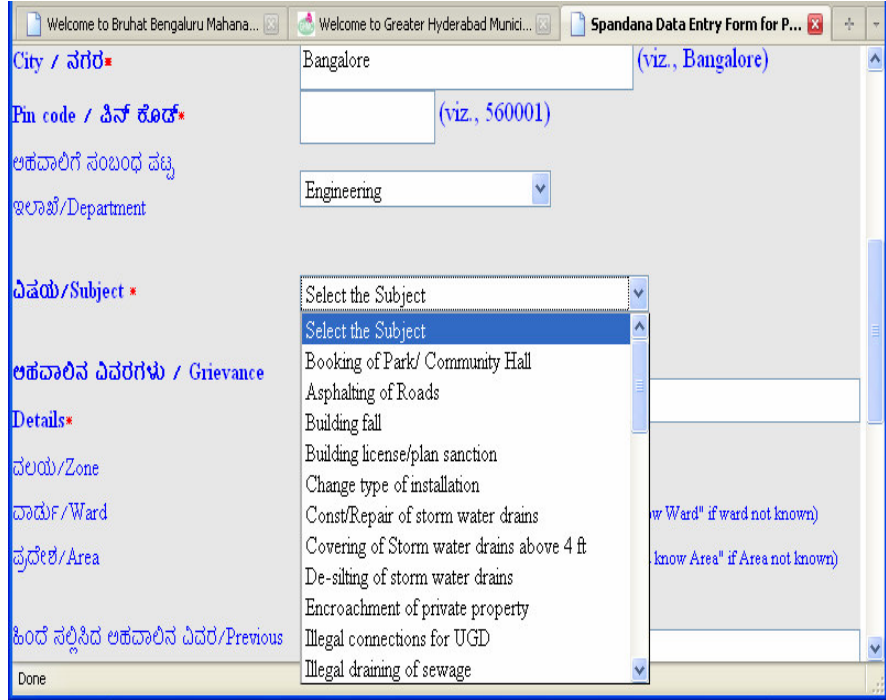 Welcome to Bruhat Bengaluru Mahana... Welcome to Greater Hyderabad Munici... Spandana Data Entry Form for P...
City / ನಗರ* Bangalore (viz., Bangalore)
Pin code / ಪಿನ್ ಕೊಡ್* (viz., 560001)
ಅಹವಾಲಿಗೆ ಸಂಬಂಧ ಪಟ್ಟ
ಇಲಾಖೆ/Department Engineering
ವಿಷಯ/Subject * Select the Subject
Select the Subject
Booking of Park/ Community Hall
ಅಹವಾಲಿನ ವಿವರಗಳು / Grievance
Asphalting of Roads
Details*
Building fall
Building license/plan sanction
ವಲಯ/Zone
Change type of installation
ವಾರ್ಡು/Ward Const/Repair of storm water drains w Ward" if ward not known)
ಪ್ರದೇಶ/Area Covering of Storm water drains above 4 ft know Area" if Area not known)
De-silting of storm water drains
Encroachment of private property
ಹಿಂದೆ ಸಲ್ಲಿಸಿದ ಅಹವಾಲಿನ ವಿವರ/Previous Illegal connections for UGD
Illegal draining of sewage
Done